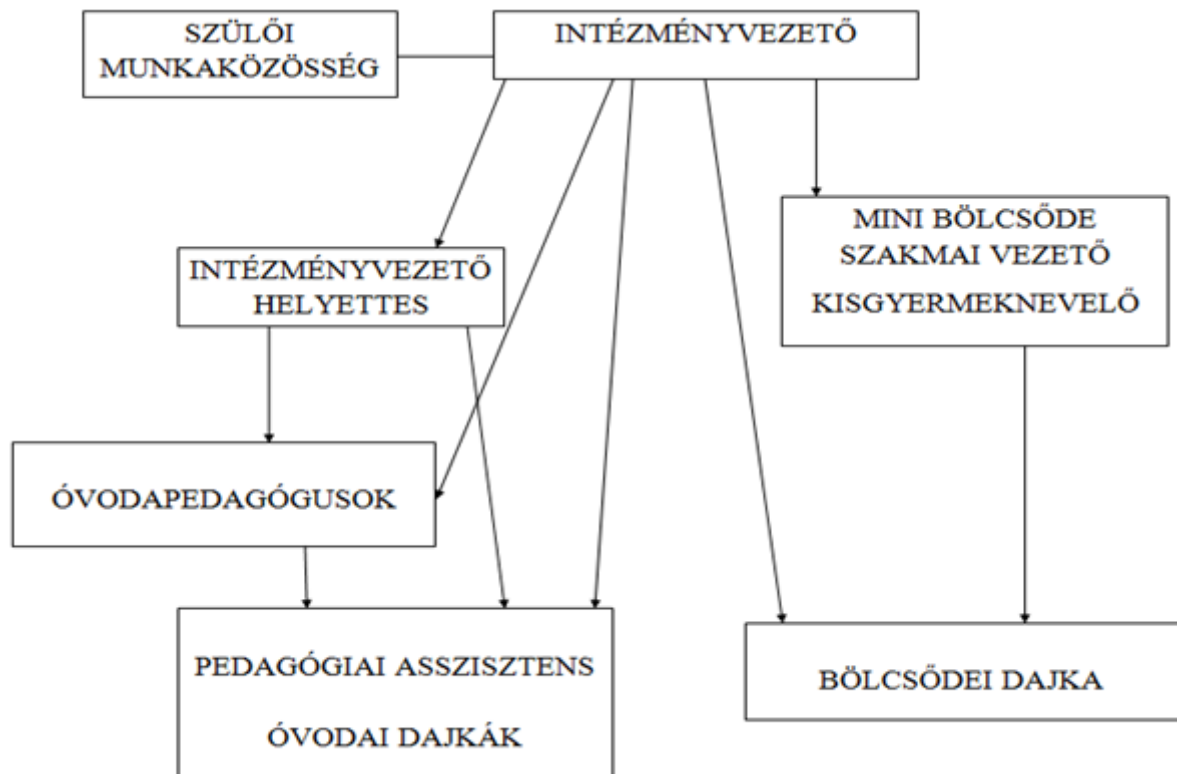 SZÜLŐI
MUNKAKÖZÖSSÉG
INTÉZMÉNYVEZETŐ
MINI BÖLCSŐDE
SZAKMAI VEZETŐ
KISGYERMEKNEVELŐ
INTÉZMÉNYVEZETŐ
HELYETTES
ÓVODAPEDAGÓGUSOK
PEDAGÓGIAI ASSZISZTENS
ÓVODAI DAJKÁK
BÖLCSŐDEI DAJKA